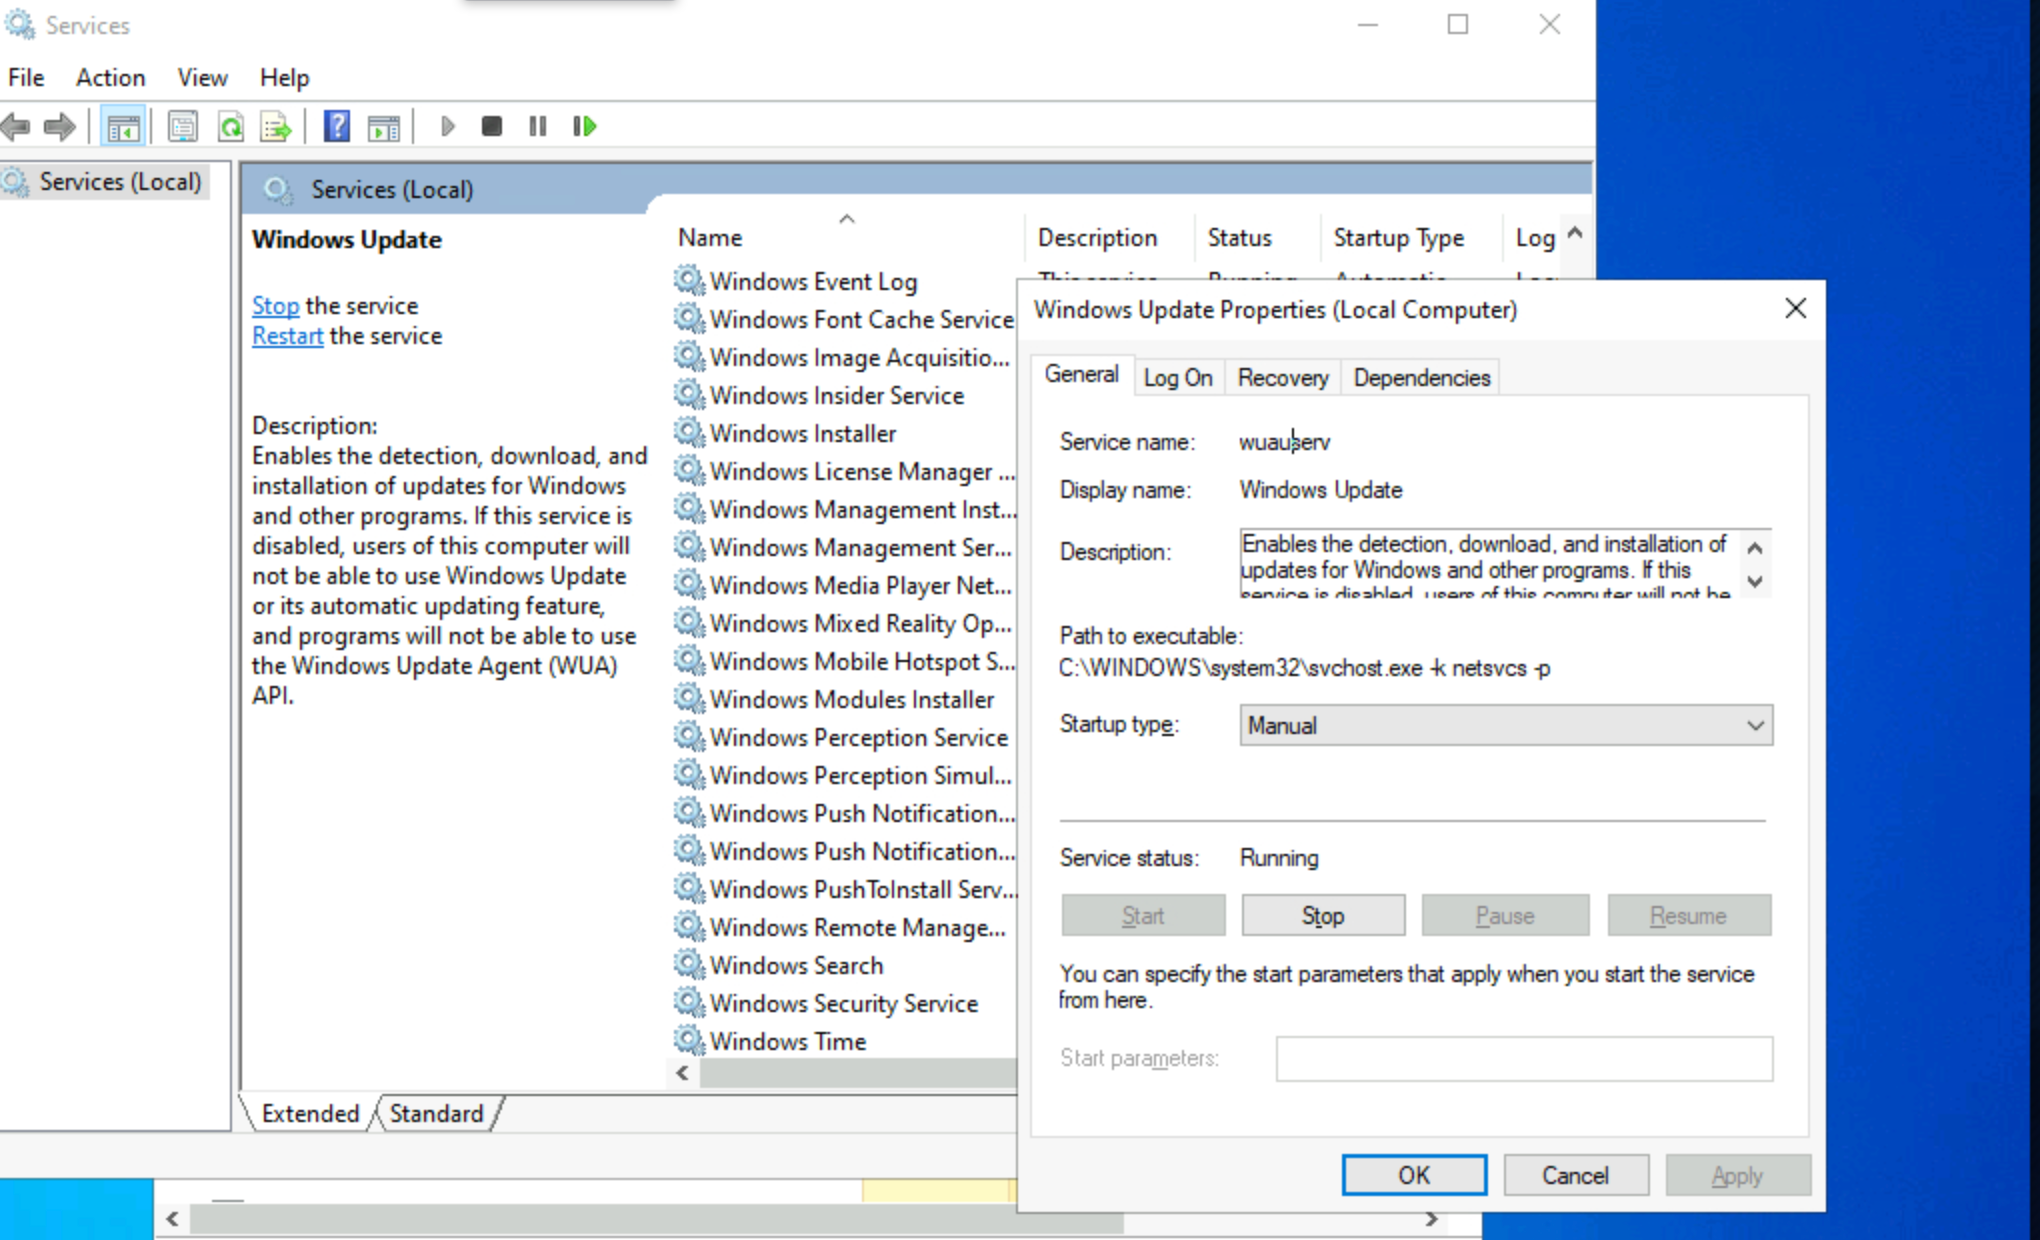 Services
File Action View Help
Services (Local)
Services (Local)
Windows Update
Stop the service
Restart the service
Description:
Enables the detection, download, and
installation of updates for Windows
and other programs. If this service is
disabled, users of this computer will
not be able to use Windows Update
or its automatic updating feature,
and programs will not be able to use
the Windows Update Agent (WUA)
API.
Name Description Status Startup Type Log
Windows Event Log This service Running Automatic
Windows Font Cache Service
Windows Image Acquisitio...
Windows Insider Service
Windows Installer
Windows License Manager ...
Windows Management Inst...
Windows Management Ser...
Windows Media Player Net...
Windows Mixed Reality Op...
Windows Mobile Hotspot S...
Windows Modules Installer
Windows Perception Service
Windows Perception Simul...
Windows Push Notification...
Windows Push Notification...
Windows PushToInstall Serv...
Windows Remote Manage...
Windows Search
Windows Security Service
Windows Time
Extended Standard
Windows Update Properties (Local Computer)
General Log On Recovery Dependencies
Service name: wuauserv
Display name: Windows Update
Description: Enables the detection, download, and installation of
updates for Windows and other programs. If this
service is disabled, users of this computer will not be
Path to executable:
C:\WINDOWS\system32\svchost.exe -k netsvcs -p
Startup type: Manual
Service status: Running
Start Stop Pause Resume
You can specify the start parameters that apply when you start the service
from here.
Start parameters:
OK Cancel Apply